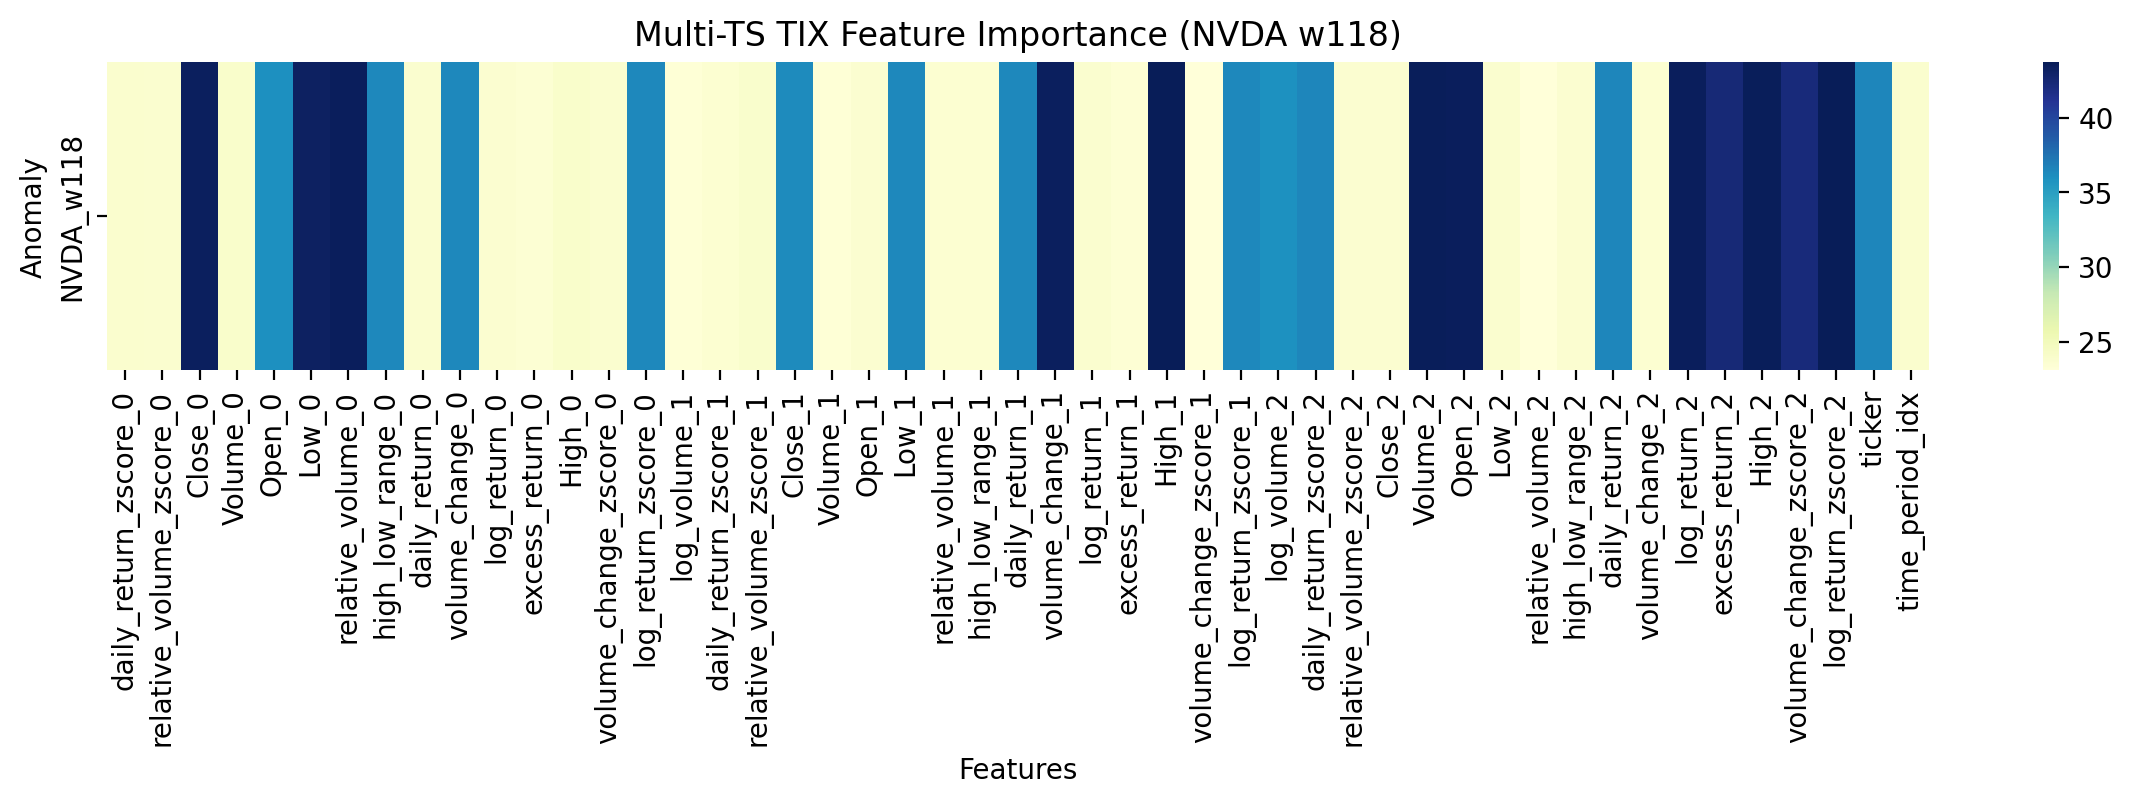 Multi-TS TIX Feature Importance (NVDA w118)
Anomaly
NVDA_w118
40
35
30
25
daily_return_zscore_0
relative_volume_zscore_0
Close_0
Volume_0
Open_0
Low_0
relative_volume_0
high_low_range_0
daily_return_0
volume_change_0
log_return_0
excess_return_0
High_0
volume_change_zscore_0
log_return_zscore_0
log_volume_1
daily_return_zscore_1
relative_volume_zscore_1
Close_1
Volume_1
Open_1
Low_1
relative_volume_1
high_low_range_1
daily_return_1
volume_change_1
log_return_1
excess_return_1
High_1
volume_change_zscore_1
log_return_zscore_1
log_volume_2
daily_return_zscore_2
relative_volume_zscore_2
Close_2
Volume_2
Open_2
Low_2
relative_volume_2
high_low_range_2
daily_return_2
volume_change_2
log_return_2
excess_return_2
High_2
volume_change_zscore_2
log_return_zscore_2
ticker
time_period_idx
Features